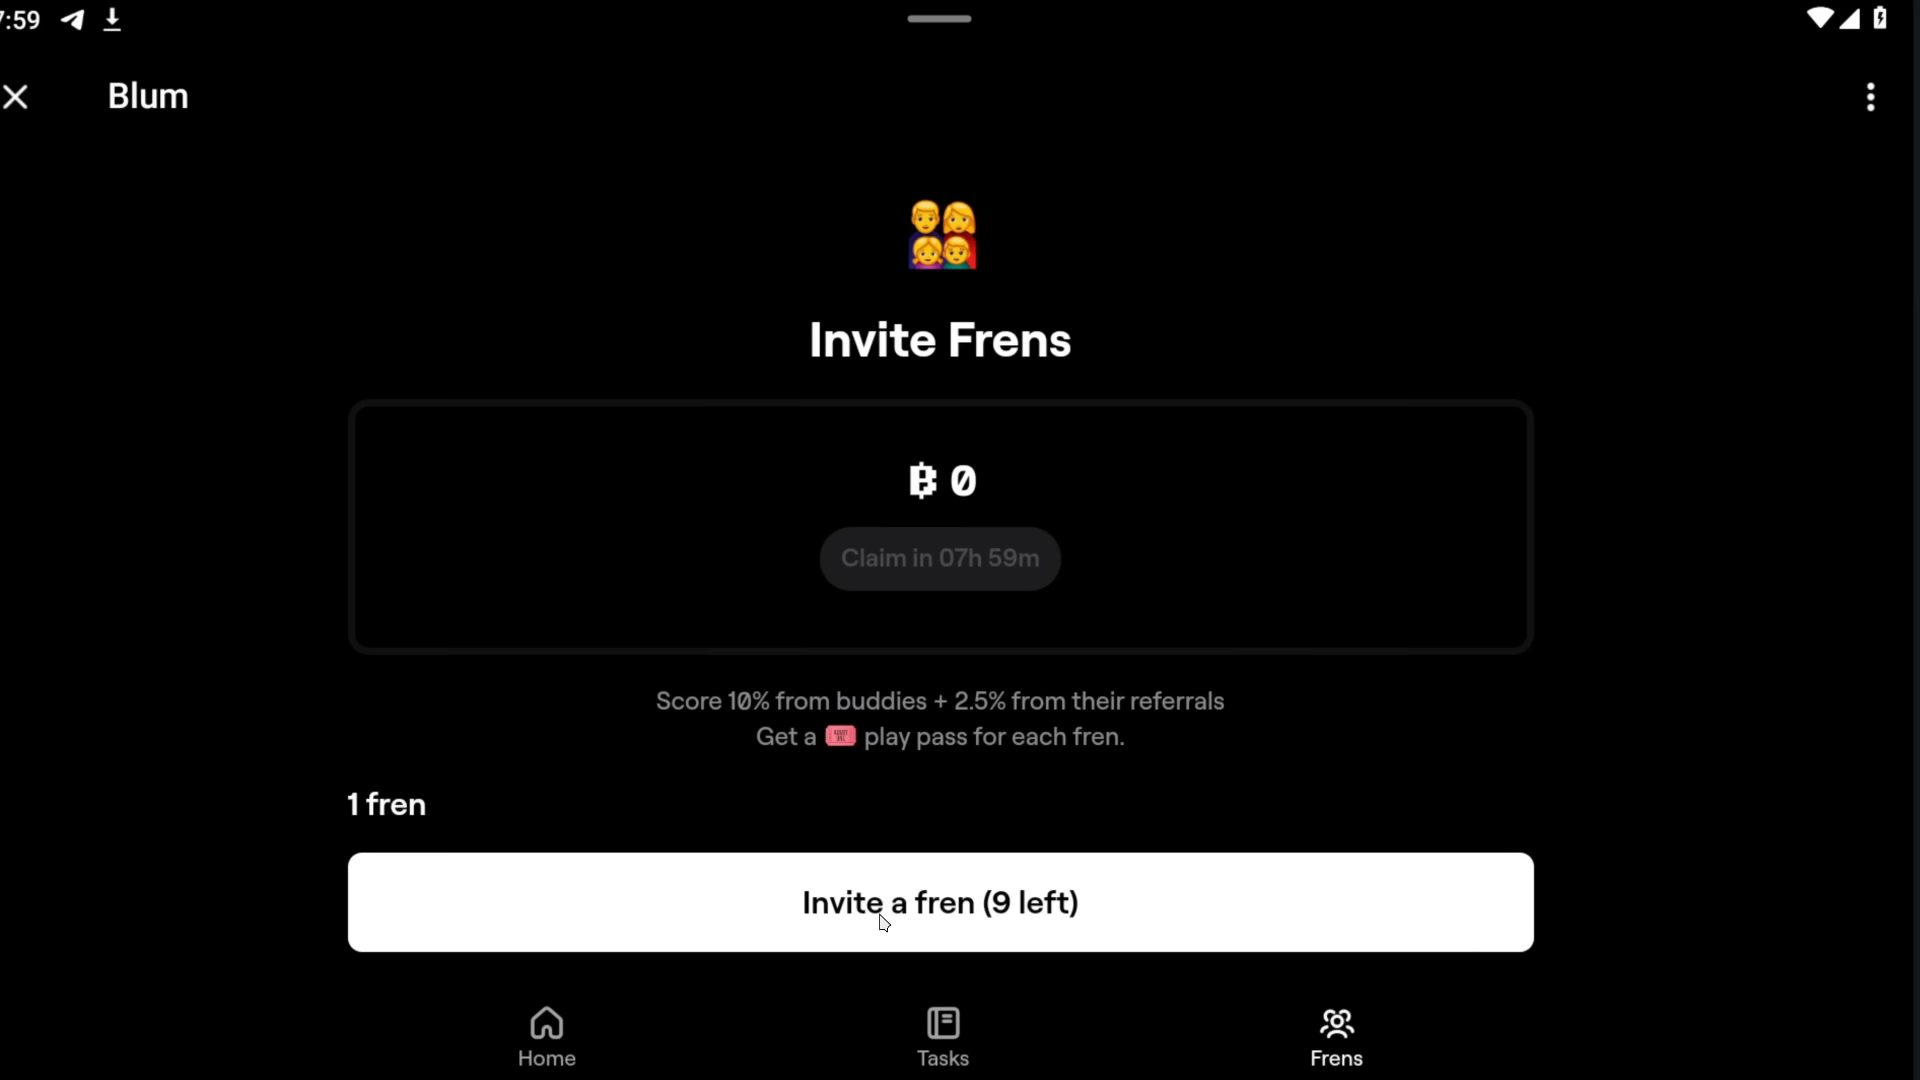 7:59
Blum
Invite Frens
0
Claim in 07h 59m
Score 10% from buddies + 2.5% from their referrals
Get a 🎟 play pass for each fren.
1 fren
Invite a fren (9 left)
Home
Tasks
Frens